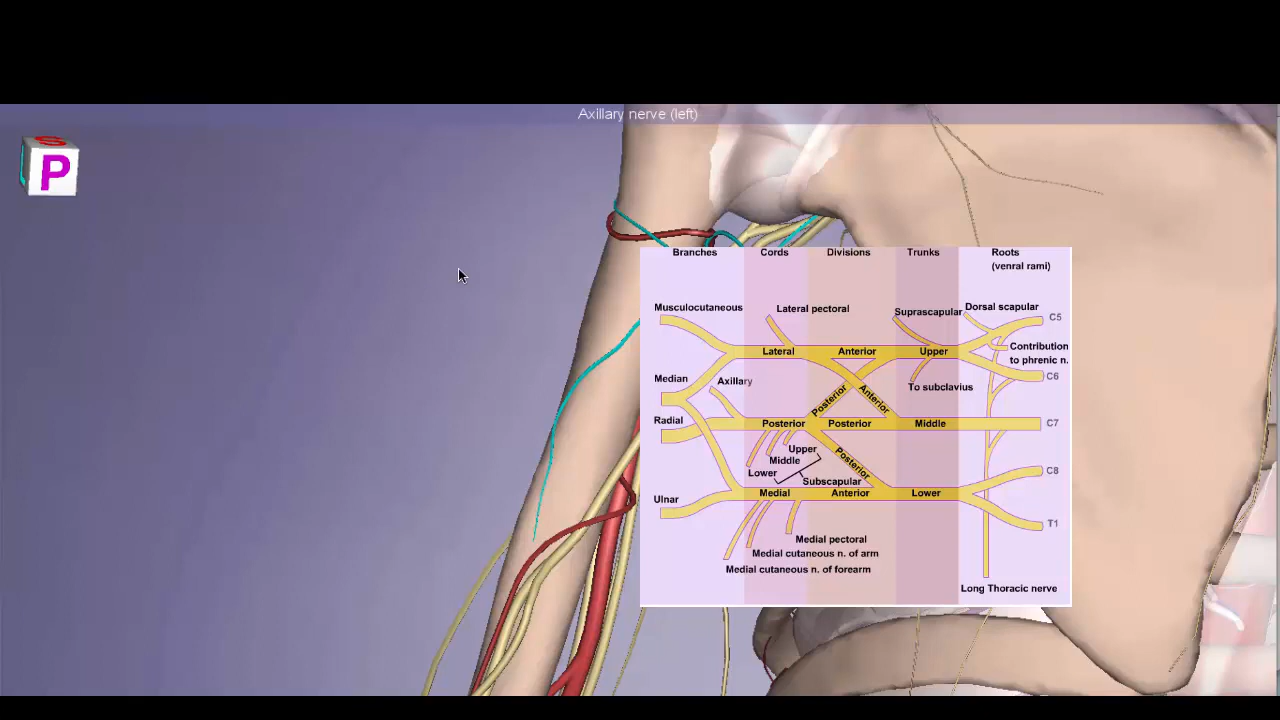 Axillary nerve (left)
S
P
Branches
Cords
Divisions
Trunks
Roots
(venral rami)
Musculocutaneous
Lateral pectoral
Suprascapular
Dorsal scapular
C5
Contribution
to phrenic n.
Lateral
Anterior
Upper
C6
Median
Axillary
To subclavius
Posterior
Anterior
Radial
Posterior
Posterior
Middle
C7
Upper
Middle
Lower
Posterior
Subscapular
C8
Ulnar
Medial
Anterior
Lower
T1
Medial pectoral
Medial cutaneous n. of arm
Medial cutaneous n. of forearm
Long Thoracic nerve